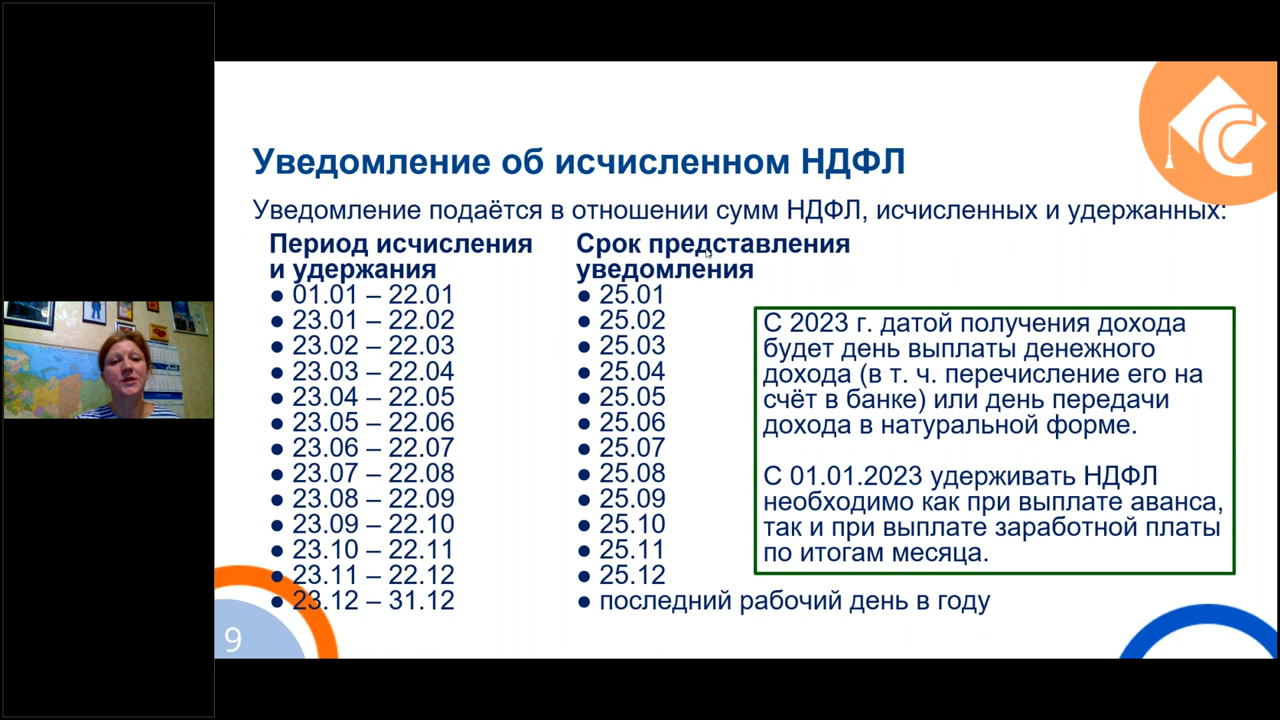 Уведомление об исчисленном НДФЛ
Уведомление подаётся в отношении сумм НДФЛ, исчисленных и удержанных:
Период исчисления
и удержания
● 01.01 – 22.01
● 23.01 – 22.02
● 23.02 – 22.03
● 23.03 – 22.04
● 23.04 – 22.05
● 23.05 – 22.06
● 23.06 – 22.07
● 23.07 – 22.08
● 23.08 – 22.09
● 23.09 – 22.10
● 23.10 – 22.11
● 23.11 – 22.12
● 23.12 – 31.12
Срок представления
уведомления
● 25.01
● 25.02
● 25.03
● 25.04
● 25.05
● 25.06
● 25.07
● 25.08
● 25.09
● 25.10
● 25.11
● 25.12
● последний рабочий день в году
С 2023 г. датой получения дохода
будет день выплаты денежного
дохода (в т. ч. перечисление его на
счёт в банке) или день передачи
дохода в натуральной форме.
С 01.01.2023 удерживать НДФЛ
необходимо как при выплате аванса,
так и при выплате заработной платы
по итогам месяца.
9